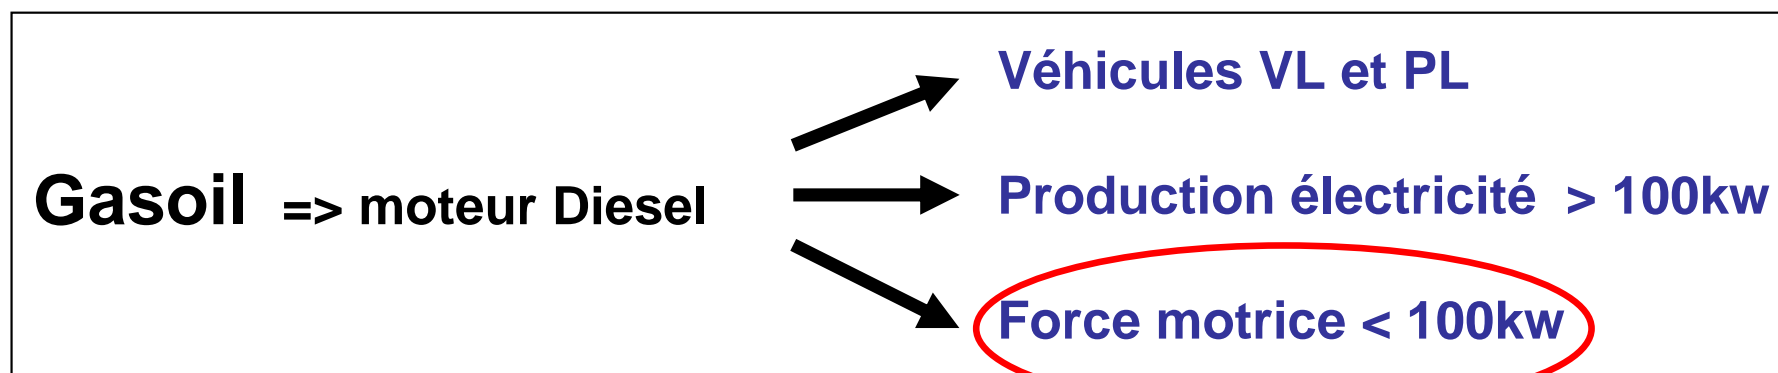 Véhicules VL et PL
Gasoil => moteur Diesel
Production électricité > 100kw
Force motrice < 100kw